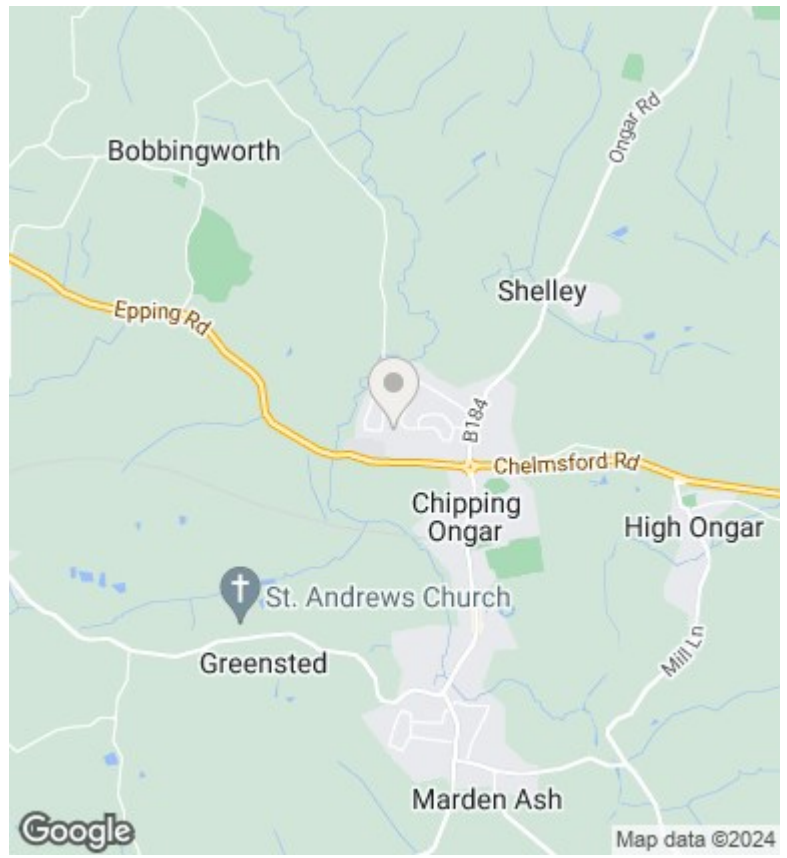 Ongar Rd
Bobbingworth
Shelley
Epping Rd
B184
Chelmsford Rd
Chipping
Ongar
High Ongar
St. Andrews Church
Greensted
Mill Ln
Marden Ash
Google
Map data ©2024